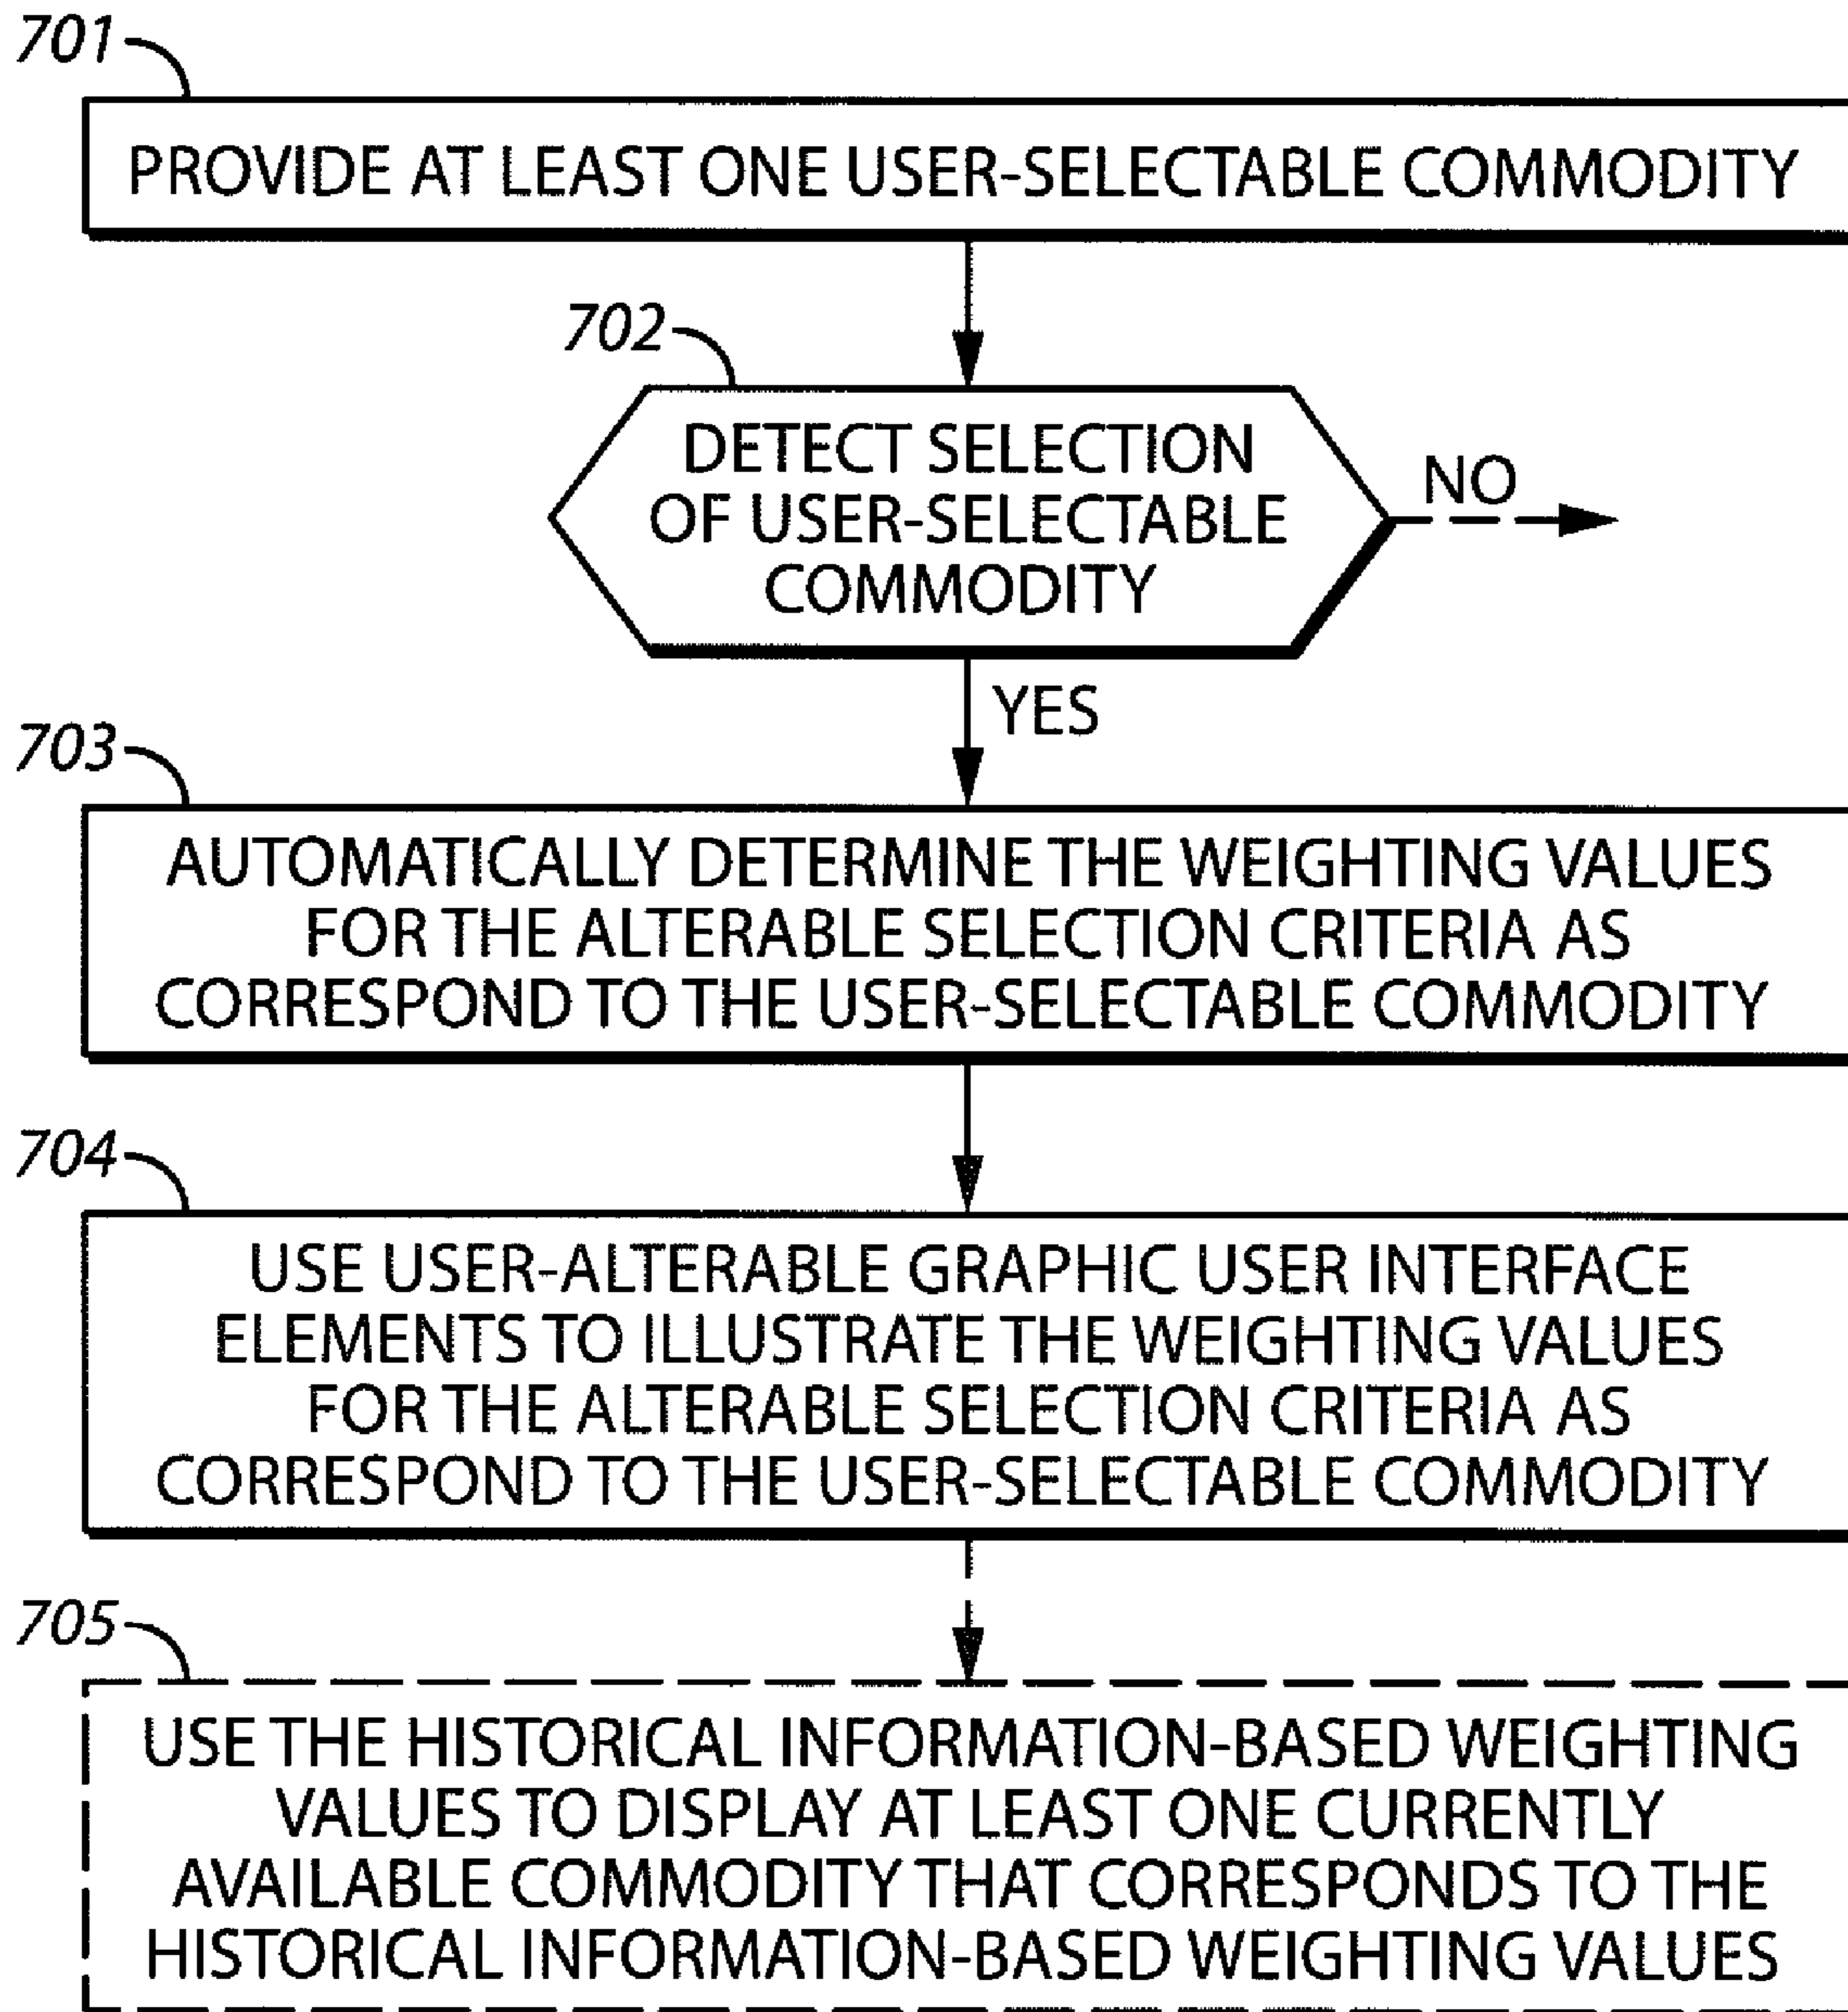 701
PROVIDE AT LEAST ONE USER-SELECTABLE COMMODITY
702
DETECT SELECTION
OF USER-SELECTABLE
COMMODITY
NO
YES
703
AUTOMATICALLY DETERMINE THE WEIGHTING VALUES
FOR THE ALTERABLE SELECTION CRITERIA AS
CORRESPOND TO THE USER-SELECTABLE COMMODITY
704
USE USER-ALTERABLE GRAPHIC USER INTERFACE
ELEMENTS TO ILLUSTRATE THE WEIGHTING VALUES
FOR THE ALTERABLE SELECTION CRITERIA AS
CORRESPOND TO THE USER-SELECTABLE COMMODITY
705
USE THE HISTORICAL INFORMATION-BASED WEIGHTING
VALUES TO DISPLAY AT LEAST ONE CURRENTLY
AVAILABLE COMMODITY THAT CORRESPONDS TO THE
HISTORICAL INFORMATION-BASED WEIGHTING VALUES